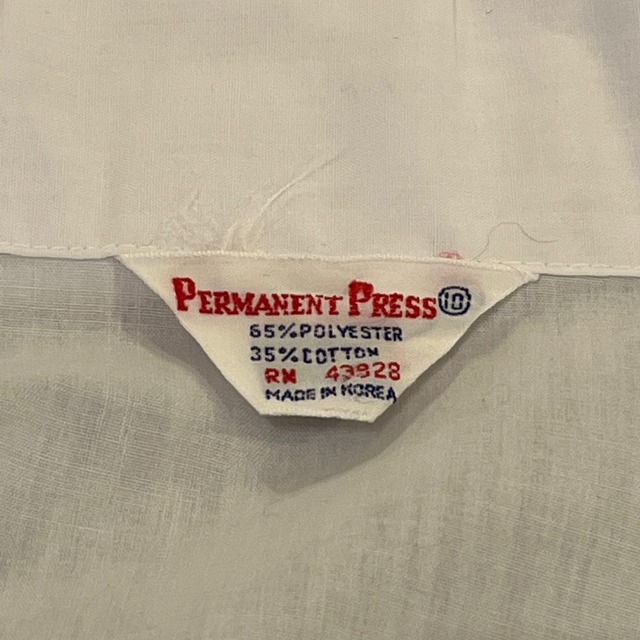 PERMANENT PRESS 10
65% POLYESTER
35% COTTON
RN 43928
MADE IN KOREA